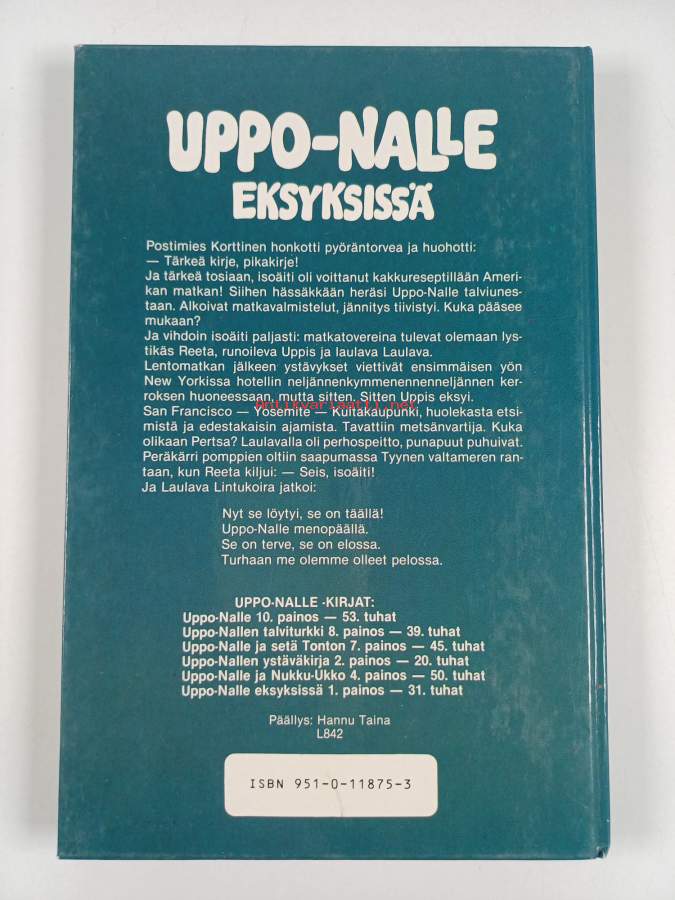 UPPO-NALLE
EKSYKSISSÄ
Postimies Korttinen honkotti pyöräntorvea ja huohotti:
— Tärkeä kirje, pikakirje!
Ja tärkeä tosiaan, isoäiti oli voittanut kakkureseptillään Ameri-
kan matkan! Siihen hässäkkään heräsi Uppo-Nalle talviunes-
taan. Alkoivat matkavalmistelut, jännitys tiivistyi. Kuka pääsee
mukaan?
Ja vihdoin isoäiti paljasti: matkatovereina tulevat olemaan lys-
tikäs Reeta, runoileva Uppis ja laulava Laulava.
Lentomatkan jälkeen ystävykset viettivät ensimmäisen yön
New Yorkissa hotellin neljännenkymmenennenneljännen ker-
roksen huoneessaan, mutta sitten. Sitten Uppis eksyi.
Antikvariaatti.net
San Francisco — Yosemite — Kultakaupunki, huolekasta etsi-
mistä ja edestakaisin ajamista. Tavattiin metsänvartija. Kuka
olikaan Pertsa? Laulavalla oli perhospeitto, punapuut puhuivat.
Peräkärri pomppien oltiin saapumassa Tyynen valtameren ran-
taan, kun Reeta kiljui: — Seis, isoäiti!
Ja Laulava Lintukoira jatkoi:
Nyt se löytyi, se on täällä!
Uppo-Nalle menopäällä.
Se on terve, se on elossa.
Turhaan me olemme olleet pelossa.
UPPO-NALLE -KIRJAT:
Uppo-Nalle 10. painos — 53. tuhat
Uppo-Nallen talviturkki 8. painos — 39. tuhat
Uppo-Nalle ja setä Tonton 7. painos — 45. tuhat
Uppo-Nallen ystäväkirja 2. painos — 20. tuhat
Uppo-Nalle ja Nukku-Ukko 4. painos — 50. tuhat
Uppo-Nalle eksyksissä 1. painos — 31. tuhat
Päällys: Hannu Taina
L842
ISBN 951-0-11875-3